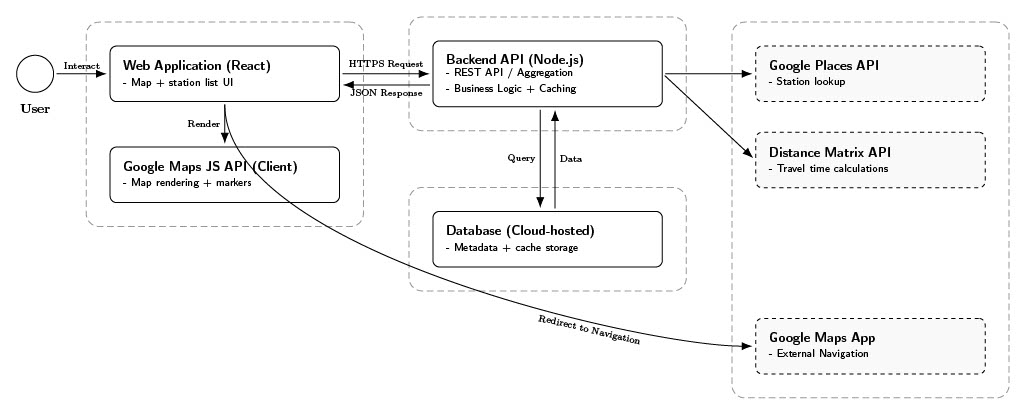 User
Interact
Web Application (React)
- Map + station list UI
Render
Google Maps JS API (Client)
- Map rendering + markers
HTTPS Request
JSON Response
Backend API (Node.js)
- REST API / Aggregation
- Business Logic + Caching
Query
Data
Database (Cloud-hosted)
- Metadata + cache storage
Redirect to Navigation
Google Places API
- Station lookup
Distance Matrix API
- Travel time calculations
Google Maps App
- External Navigation